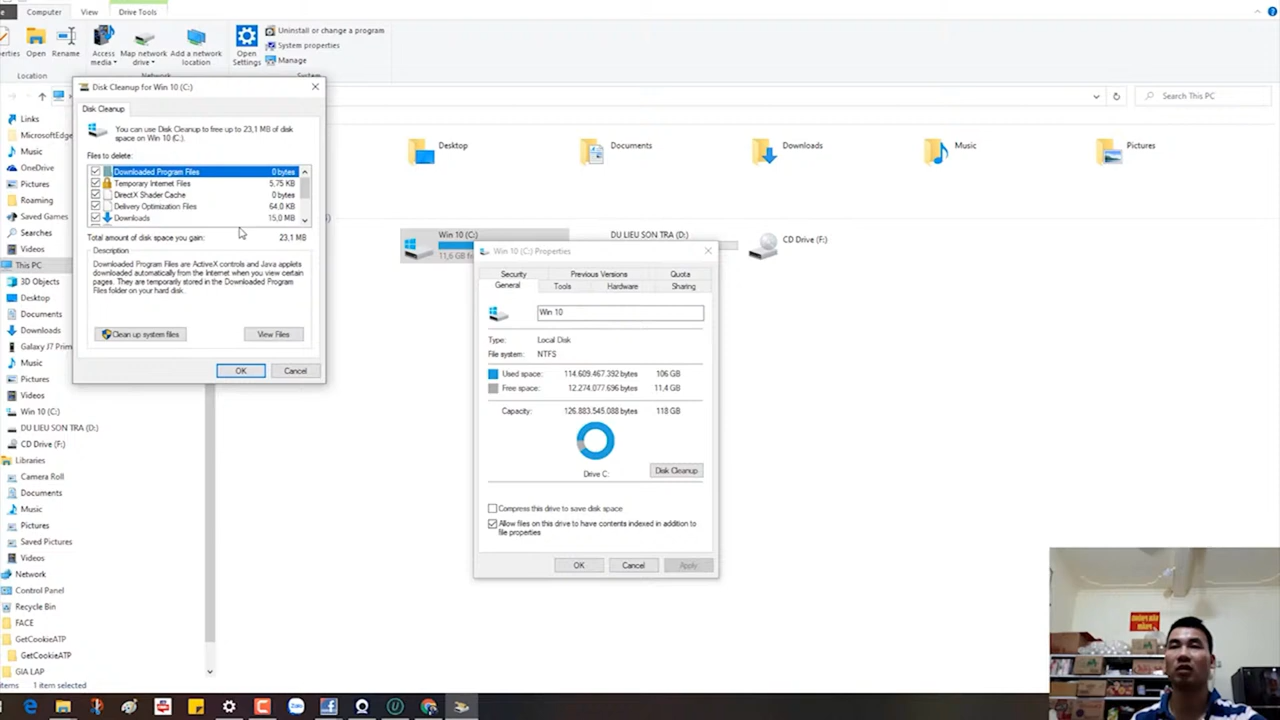 Computer
View
Drive Tools
Open
Rename
Access media
Map network drive
Add a network location
Open Settings
Uninstall or change a program
System properties
Manage
Location
Search This PC
Disk Cleanup for Win 10 (C:)
Disk Cleanup
You can use Disk Cleanup to free up to 23,1 MB of disk
space on Win 10 (C:).
Files to delete:
Downloaded Program Files 0 bytes
Temporary Internet Files 5,75 KB
DirectX Shader Cache 0 bytes
Delivery Optimization Files 64,0 KB
Downloads 15,0 MB
Total amount of disk space you gain: 23,1 MB
Description
Downloaded Program Files are ActiveX controls and Java applets
downloaded automatically from the Internet when you view certain
pages. They are temporarily stored in the Downloaded Program
Files folder on your hard disk.
Clean up system files
View Files
OK
Cancel
Links
MicrosoftEdge
Music
OneDrive
Pictures
Roaming
Saved Games
Searches
Videos
This PC
3D Objects
Desktop
Documents
Downloads
Galaxy J7 Prim
Music
Pictures
Videos
Win 10 (C:)
DU LIEU SON TRA (D:)
CD Drive (F:)
Libraries
Camera Roll
Documents
Music
Pictures
Saved Pictures
Videos
Network
Control Panel
Recycle Bin
FACE
GetCookieATP
GetCookieATP
GIA LAP
1 item selected
Desktop
Documents
Downloads
Music
Pictures
Win 10 (C:)
DU LIEU SON TRA (D:)
CD Drive (F:)
Win 10 (C:) Properties
Security
Previous Versions
Quota
General
Tools
Hardware
Sharing
Win 10
Type: Local Disk
File system: NTFS
Used space: 114.609.467.392 bytes 106 GB
Free space: 12.274.077.696 bytes 11,4 GB
Capacity: 126.883.545.088 bytes 118 GB
Drive C:
Disk Cleanup
Compress this drive to save disk space
Allow files on this drive to have contents indexed in addition to
file properties
OK
Cancel
Apply
Zalo